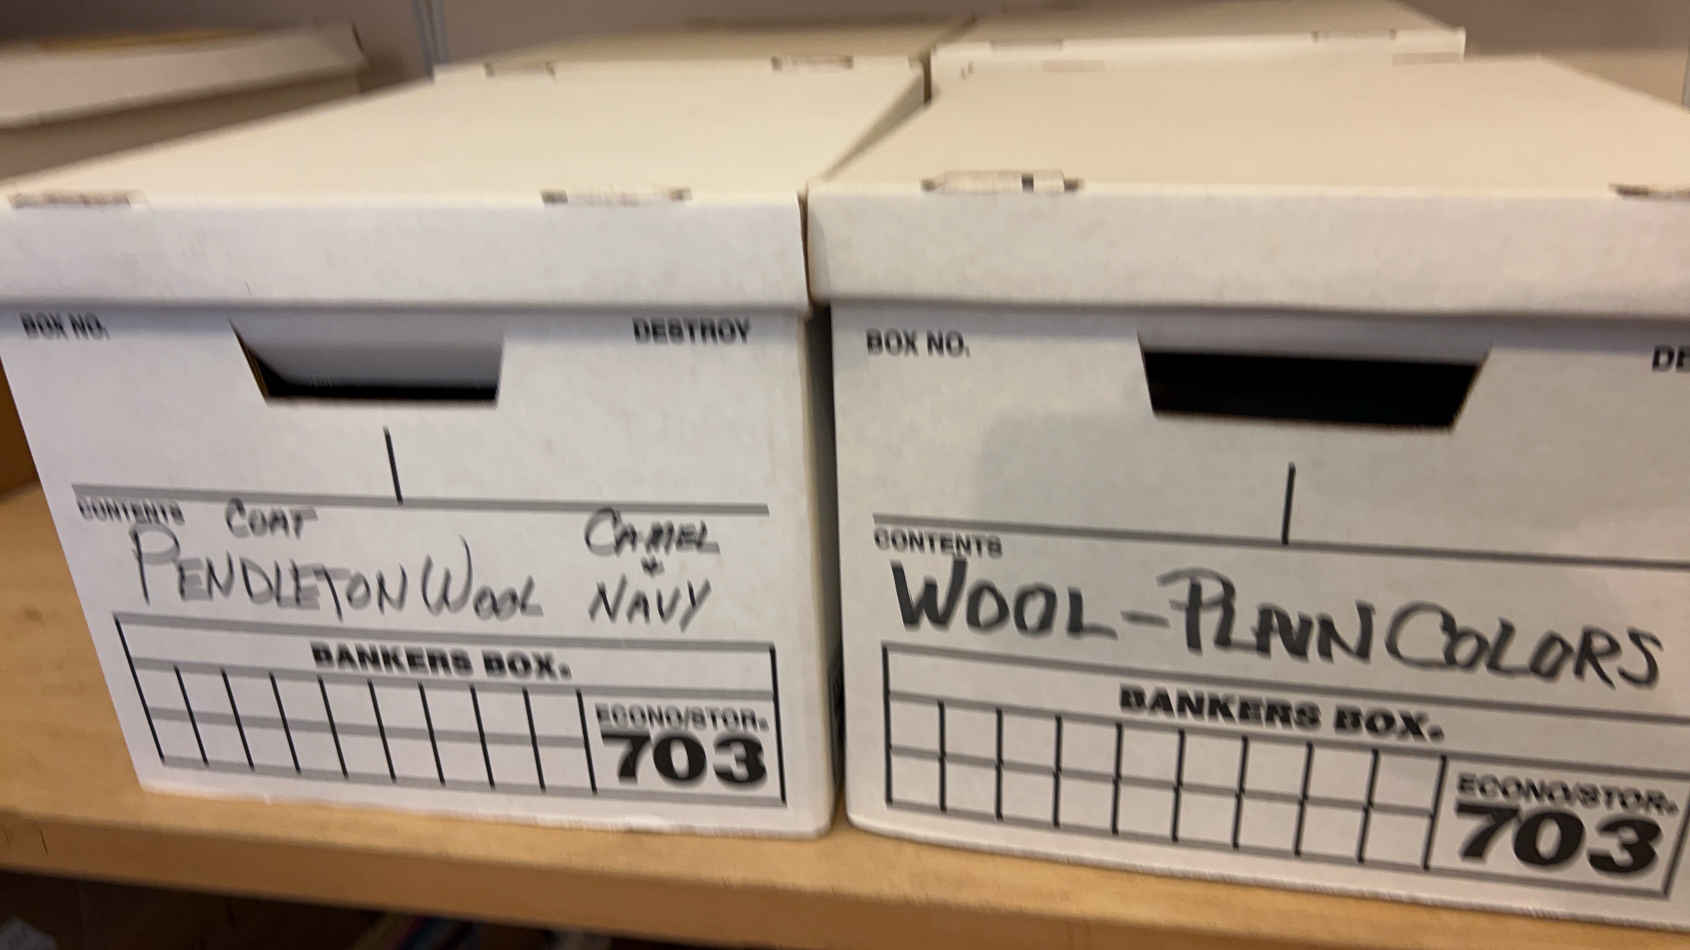 BOX NO. DESTROY
CONTENTS COAT CAMEL
&
PENDLETON WOOL NAVY
BANKERS BOX®
ECONO/STOR®
703
BOX NO.
CONTENTS
WOOL - PLAIN COLORS
BANKERS BOX®
ECONO/STOR®
703